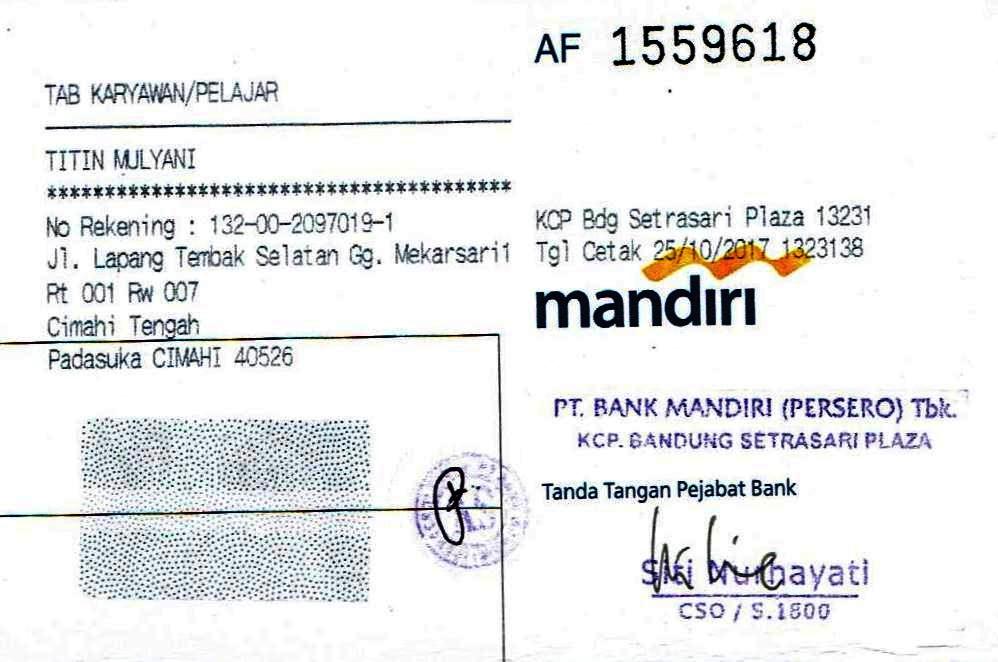 AF 1559618
TAB KARYAWAN/PELAJAR
TITIN MULYANI
****************************************
No Rekening : 132-00-2097019-1
Jl. Lapang Tembak Selatan Gg. Mekarsari1
Rt 001 Rw 007
Cimahi Tengah
Padasuka CIMAHI 40526
KCP Bdg Setrasari Plaza 13231
Tgl Cetak 25/10/2017 1323138
mandiri
PT. BANK MANDIRI (PERSERO) Tbk.
KCP. BANDUNG SETRASARI PLAZA
Tanda Tangan Pejabat Bank
Siti Nurhayati
CSO / S.1800